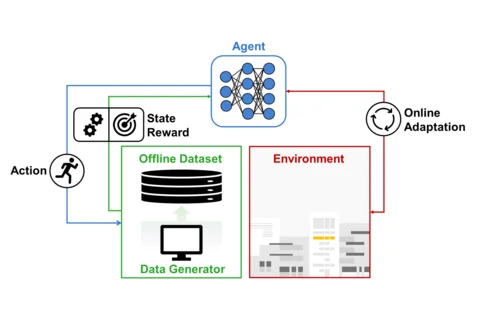 Agent
State
Reward
Online
Adaptation
Action
Offline Dataset
Environment
Data Generator